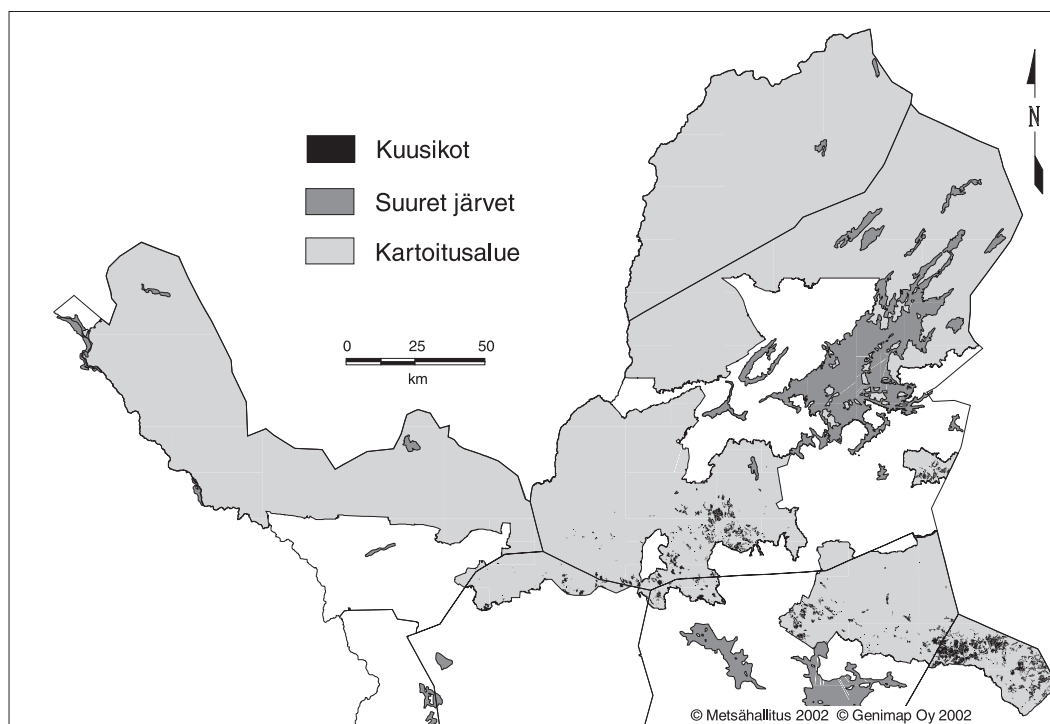 N
Kuusikot
Suuret järvet
Kartoitusalue
0 25 50
km
© Metsähallitus 2002 © Genimap Oy 2002